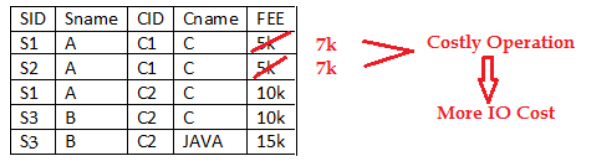 SID Sname CID Cname FEE
S1 A C1 C 5k 7k
S2 A C1 C 5k 7k
S1 A C2 C 10k
S3 B C2 C 10k
S3 B C2 JAVA 15k
Costly Operation
More IO Cost